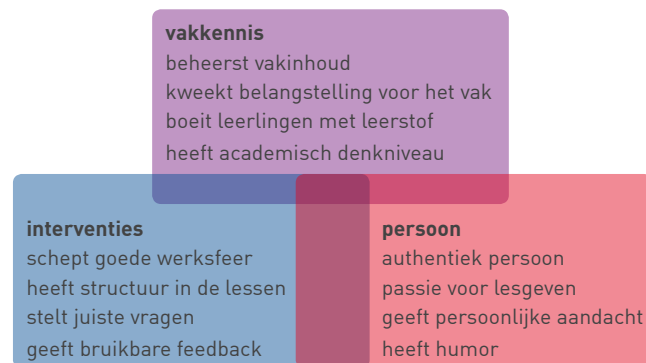 vakkennis
beheerst vakinhoud
kweekt belangstelling voor het vak
boeit leerlingen met leerstof
heeft academisch denkniveau
interventies
schept goede werksfeer
heeft structuur in de lessen
stelt juiste vragen
geeft bruikbare feedback
persoon
authentiek persoon
passie voor lesgeven
geeft persoonlijke aandacht
heeft humor